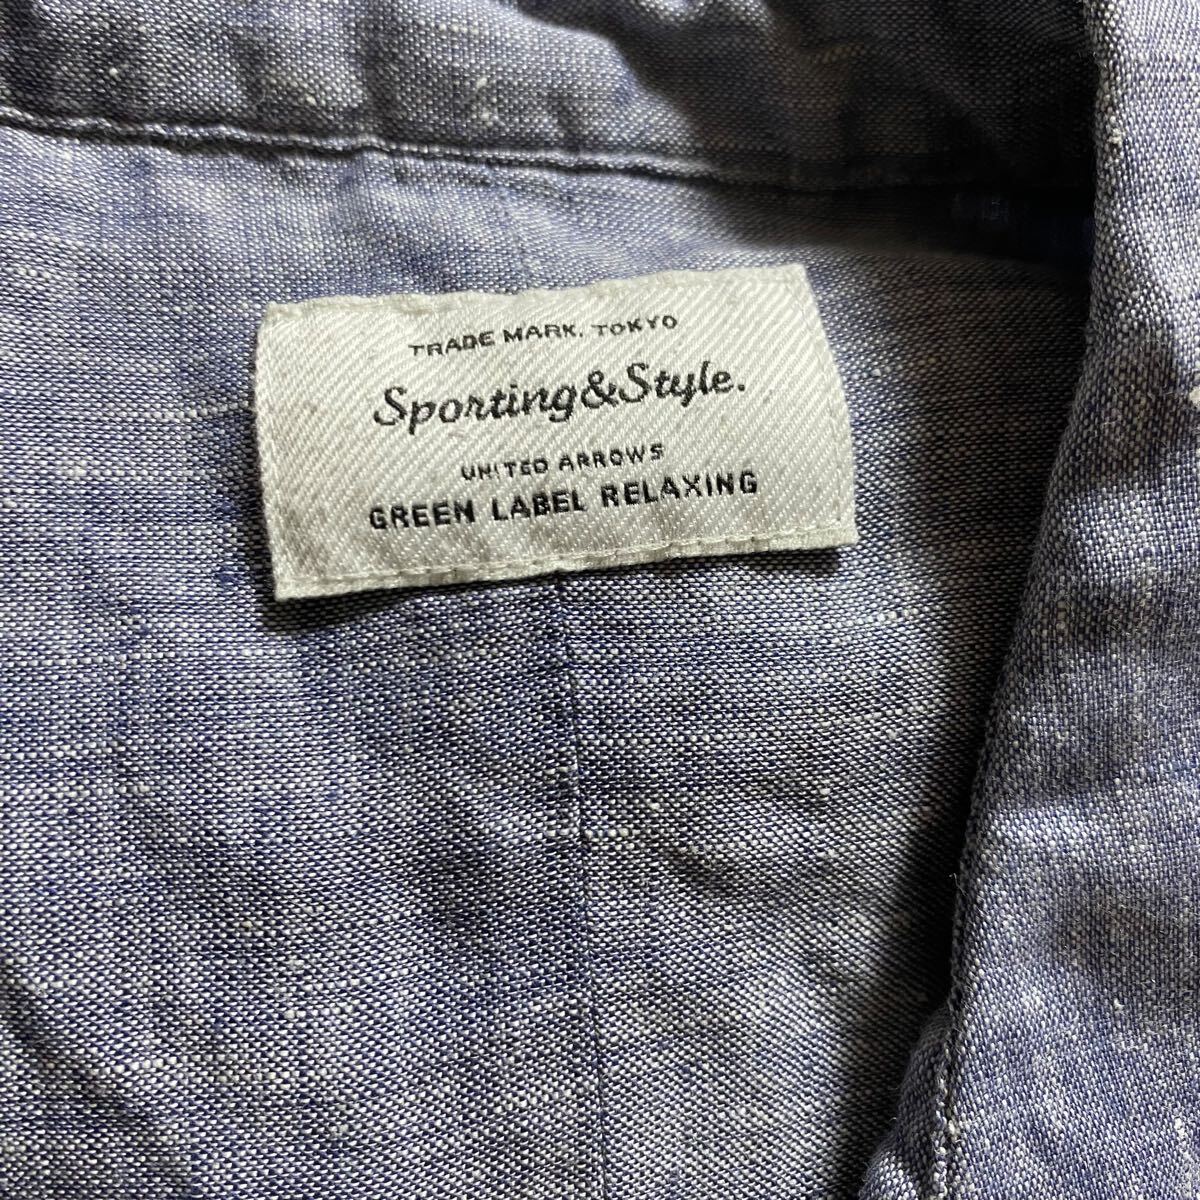 TRADE MARK. TOKYO
Sporting&Style.
UNITED ARROWS
GREEN LABEL RELAXING